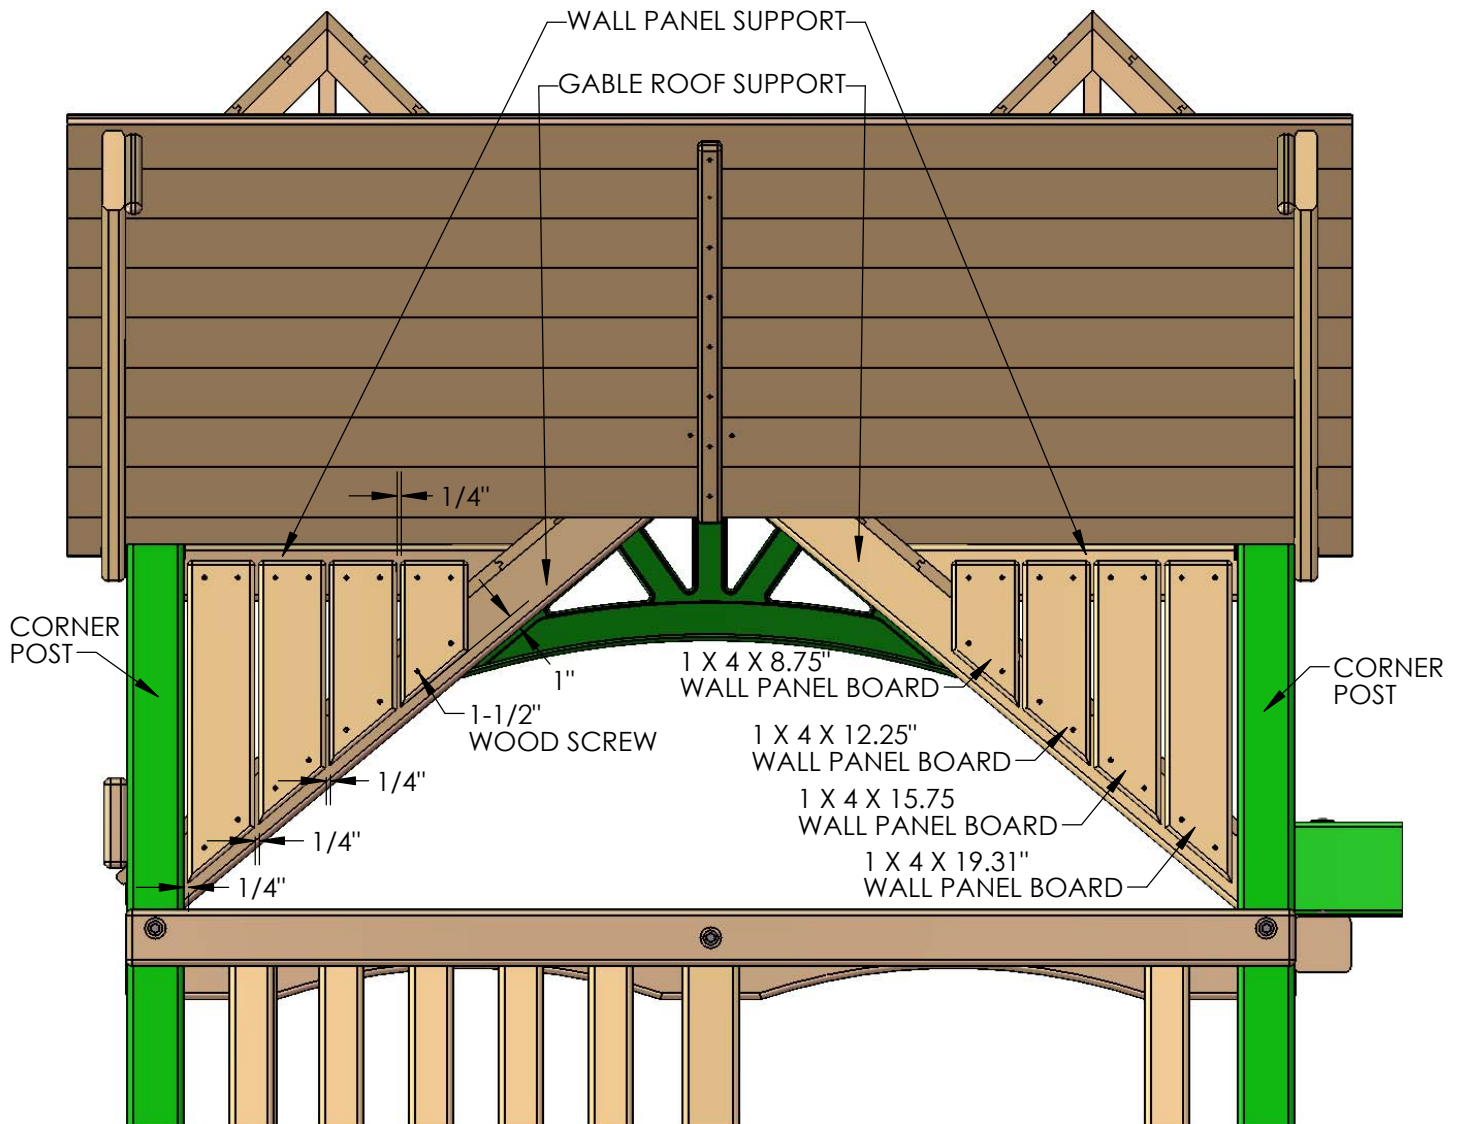 WALL PANEL SUPPORT
GABLE ROOF SUPPORT
1/4"
CORNER
POST
1"
1 X 4 X 8.75"
WALL PANEL BOARD
CORNER
POST
1-1/2"
WOOD SCREW
1 X 4 X 12.25"
WALL PANEL BOARD
1/4"
1 X 4 X 15.75
WALL PANEL BOARD
1/4"
1 X 4 X 19.31"
WALL PANEL BOARD
1/4"